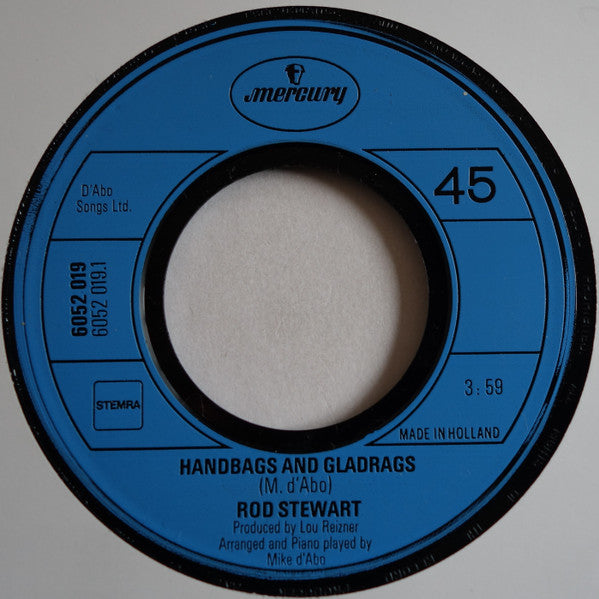 mercury
D'Abo
Songs Ltd.
45
6052 019
6052 019.1
STEMRA
3:59
MADE IN HOLLAND
HANDBAGS AND GLADRAGS
(M. d'Abo)
ROD STEWART
Produced by Lou Reizner
Arranged and Piano played by
Mike d'Abo